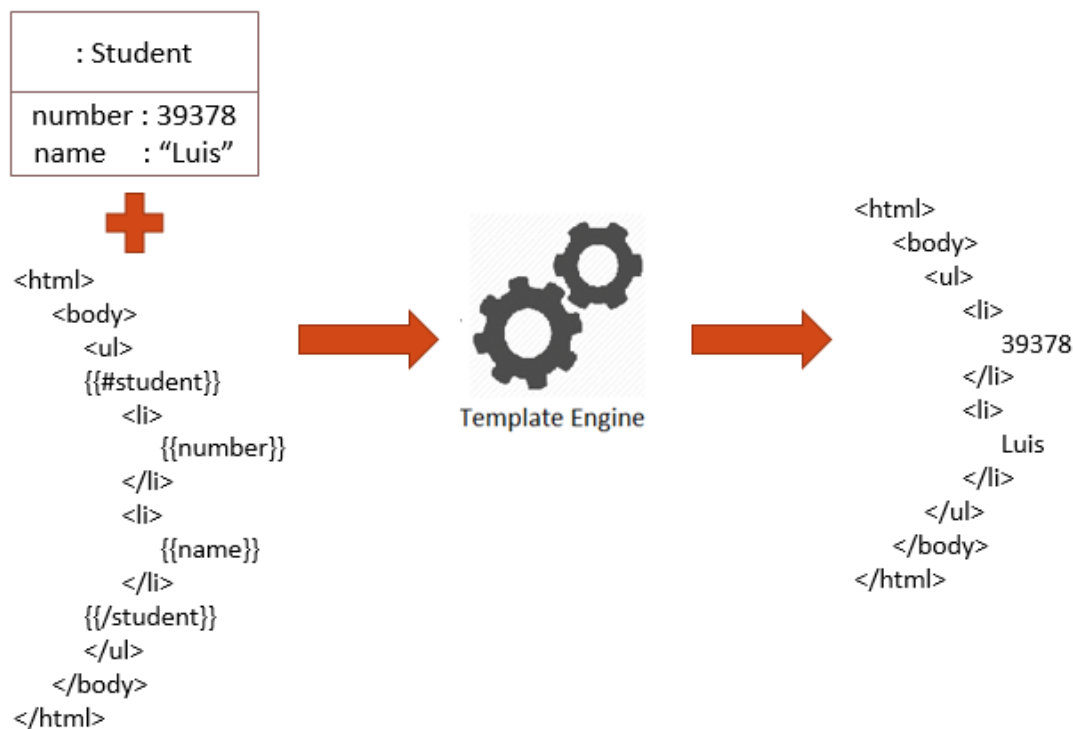 : Student
number : 39378
name : “Luis”
<html>
<body>
<ul>
{{#student}}
<li>
{{number}}
</li>
<li>
{{name}}
</li>
{{/student}}
</ul>
</body>
</html>
Template Engine
<html>
<body>
<ul>
<li>
39378
</li>
<li>
Luis
</li>
</ul>
</body>
</html>